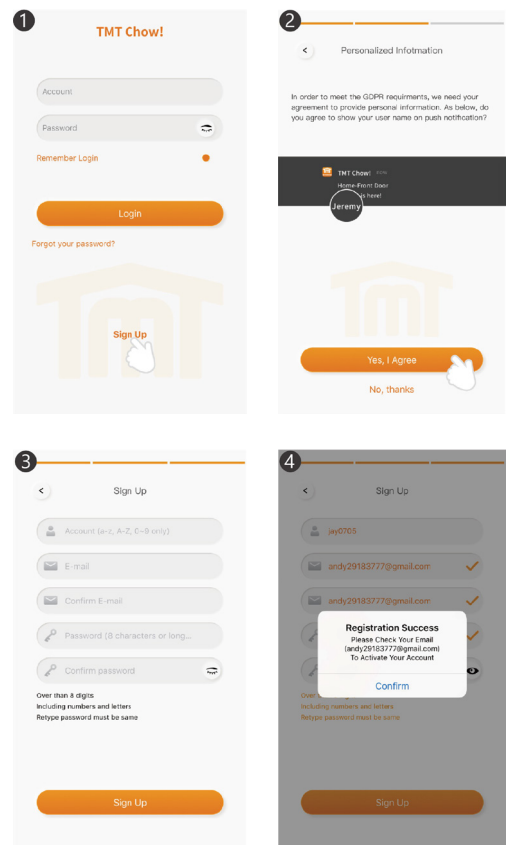 1
TMT Chow!
Account
Password
Remember Login
Login
Forgot your password?
Sign Up
2
Personalized Infotmation
In order to meet the GDPR requirments, we need your
agreement to provide personal information. As below, do
you agree to show your user name on push notification?
TMT Chow! now
Home-Front Door
Jeremy is here!
Yes, I Agree
No, thanks
3
Sign Up
Account (a-z, A-Z, 0-9 only)
E-mail
Confirm E-mail
Password (8 characters or long...
Confirm password
Over than 8 digits
Including numbers and letters
Retype password must be same
Sign Up
4
Sign Up
jay0705
andy29183777@gmail.com
andy29183777@gmail.com
Registration Success
Please Check Your Email
(andy29183777@gmail.com)
To Activate Your Account
Confirm
Over
Including numbers and letters
Retype password must be same
Sign Up